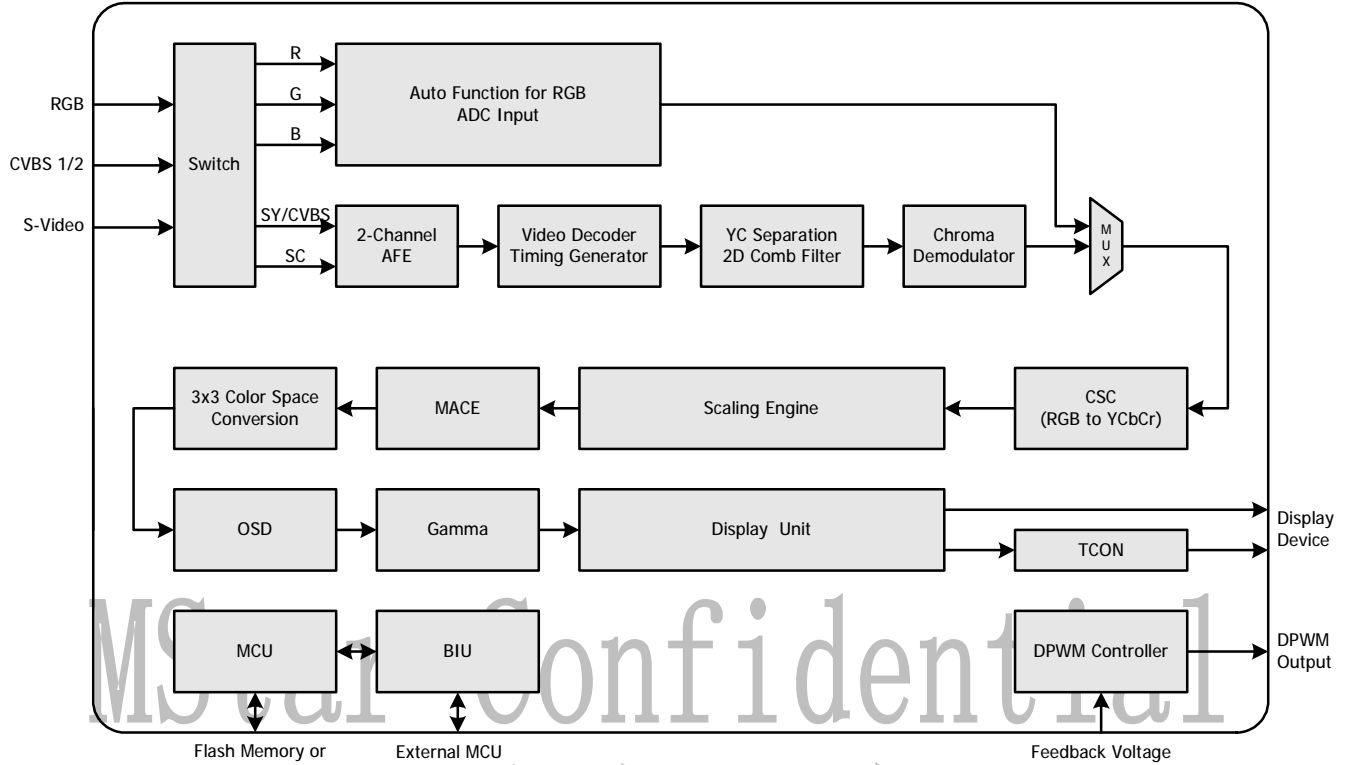 R
RGB
G
Auto Function for RGB
ADC Input
B
CVBS 1/2
Switch
S-Video
SY/CVBS
SC
2-Channel
AFE
Video Decoder
Timing Generator
YC Separation
2D Comb Filter
Chroma
Demodulator
M
U
X
3x3 Color Space
Conversion
MACE
Scaling Engine
CSC
(RGB to YCbCr)
OSD
Gamma
Display Unit
TCON
Display
Device
MStar Confidential
MCU
BIU
DPWM Controller
DPWM
Output
Flash Memory or
External MCU
Feedback Voltage